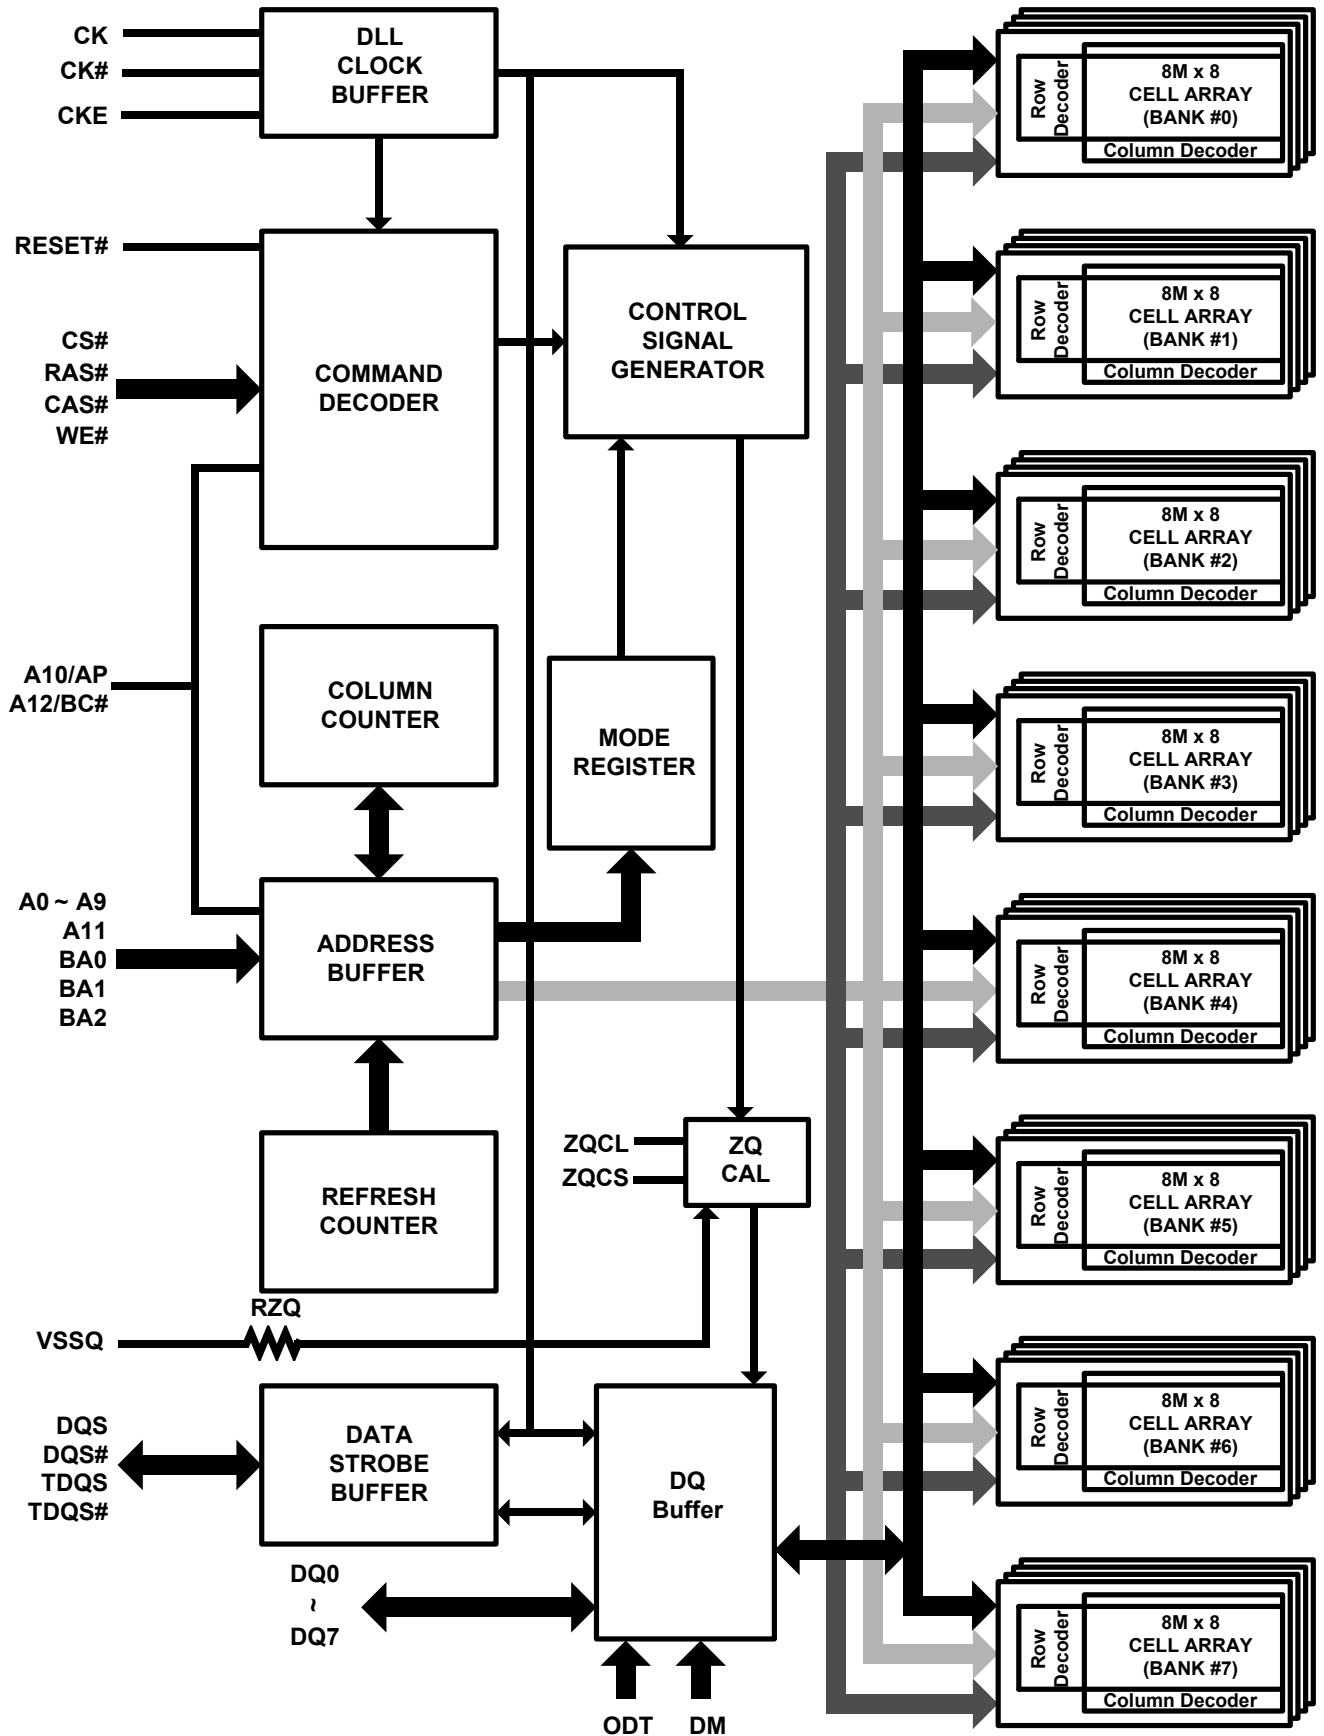 CK
CK#
CKE
DLL
CLOCK
BUFFER
RESET#
CS#
RAS#
CAS#
WE#
COMMAND
DECODER
CONTROL
SIGNAL
GENERATOR
A10/AP
A12/BC#
COLUMN
COUNTER
MODE
REGISTER
A0 ~ A9
A11
BA0
BA1
BA2
ADDRESS
BUFFER
REFRESH
COUNTER
ZQCL
ZQCS
ZQ
CAL
RZQ
VSSQ
DQS
DQS#
TDQS
TDQS#
DATA
STROBE
BUFFER
DQ
Buffer
DQ0
~
DQ7
ODT
DM
Row
Decoder
8M x 8
CELL ARRAY
(BANK #0)
Column Decoder
Row
Decoder
8M x 8
CELL ARRAY
(BANK #1)
Column Decoder
Row
Decoder
8M x 8
CELL ARRAY
(BANK #2)
Column Decoder
Row
Decoder
8M x 8
CELL ARRAY
(BANK #3)
Column Decoder
Row
Decoder
8M x 8
CELL ARRAY
(BANK #4)
Column Decoder
Row
Decoder
8M x 8
CELL ARRAY
(BANK #5)
Column Decoder
Row
Decoder
8M x 8
CELL ARRAY
(BANK #6)
Column Decoder
Row
Decoder
8M x 8
CELL ARRAY
(BANK #7)
Column Decoder